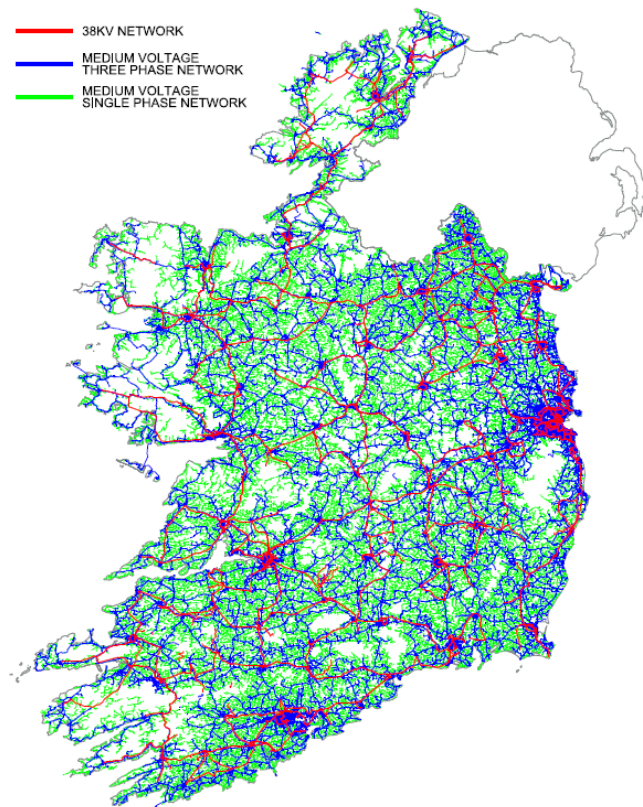 38KV NETWORK
MEDIUM VOLTAGE
THREE PHASE NETWORK
MEDIUM VOLTAGE
SINGLE PHASE NETWORK